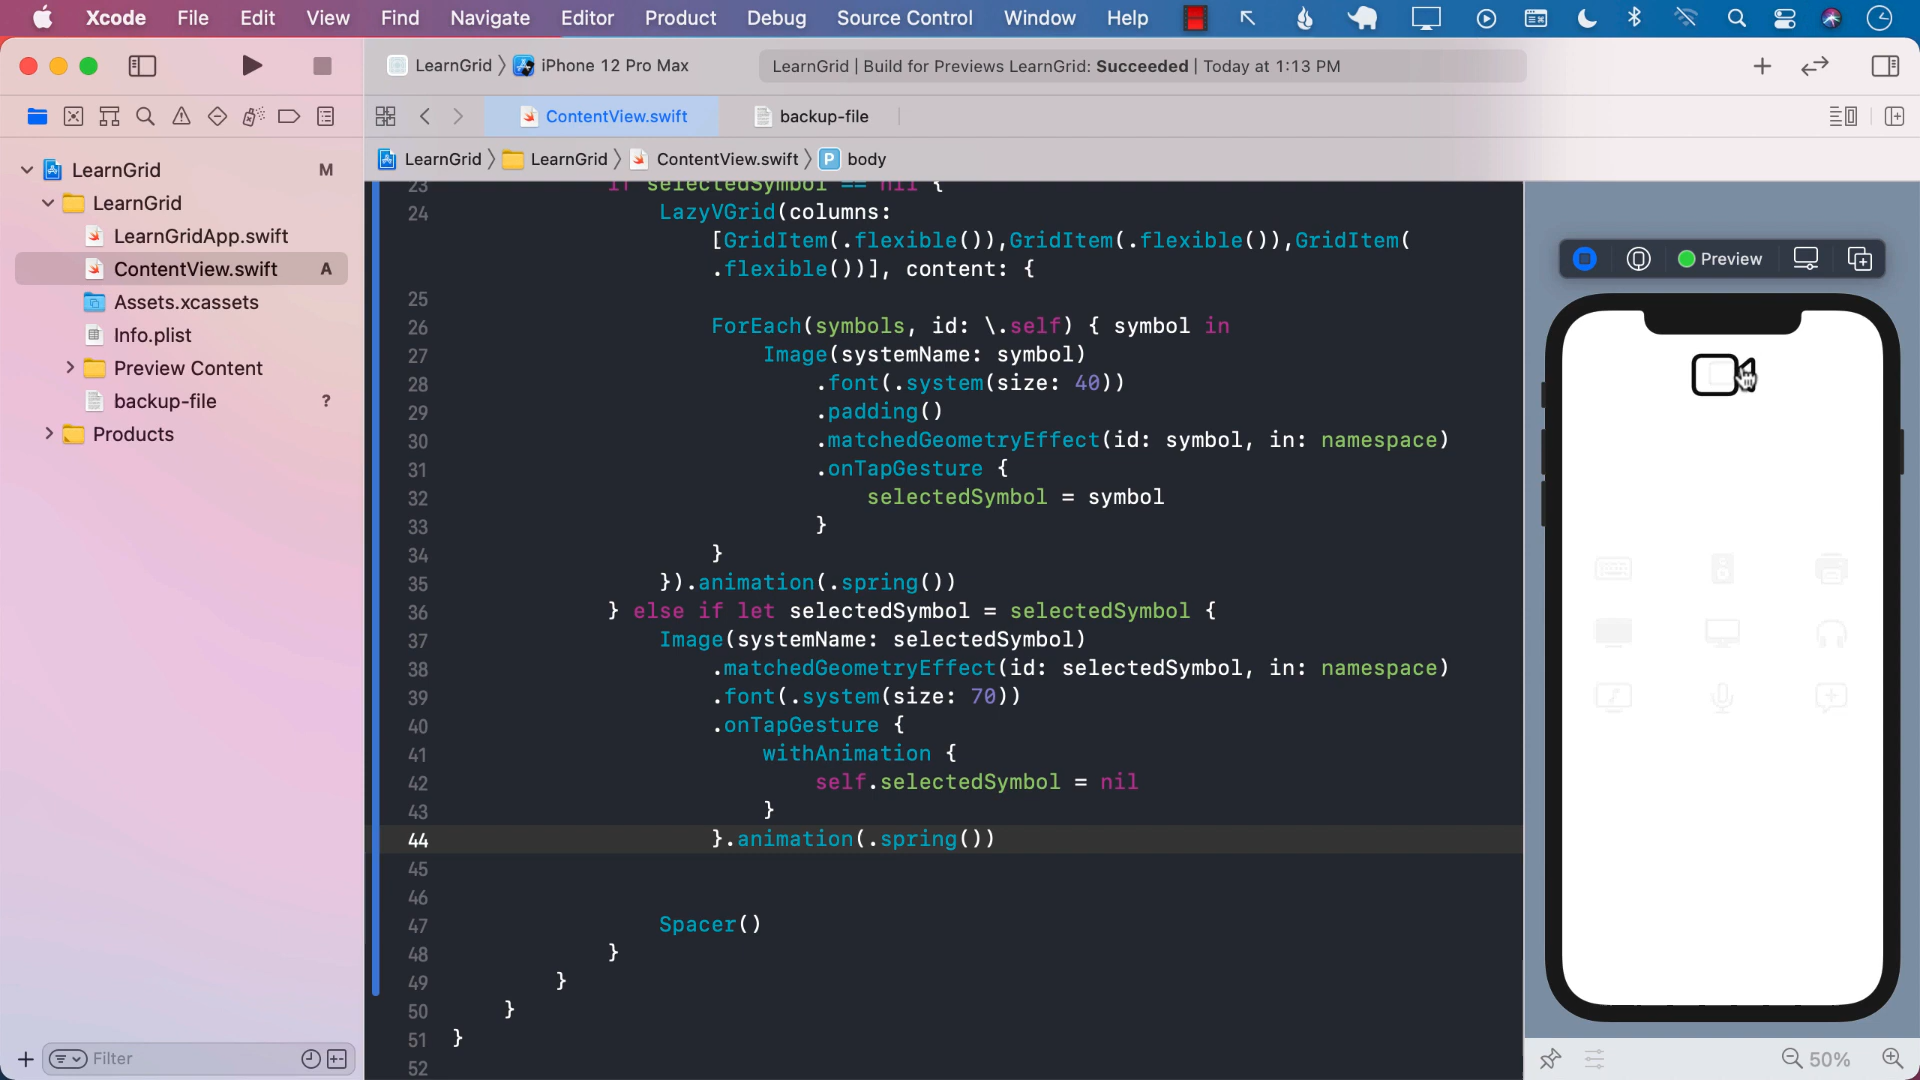 Xcode File Edit View Find Navigate Editor Product Debug Source Control Window Help
LearnGrid iPhone 12 Pro Max
LearnGrid | Build for Previews LearnGrid: Succeeded | Today at 1:13 PM
ContentView.swift
backup-file
LearnGrid LearnGrid ContentView.swift P body
LearnGrid M
LearnGrid
LearnGridApp.swift
ContentView.swift A
Assets.xcassets
Info.plist
Preview Content
backup-file ?
Products
Filter
23 if selectedSymbol == nil {
24 LazyVGrid(columns:
[GridItem(.flexible()),GridItem(.flexible()),GridItem(
.flexible())], content: {
25
26 ForEach(symbols, id: \.self) { symbol in
27 Image(systemName: symbol)
28 .font(.system(size: 40))
29 .padding()
30 .matchedGeometryEffect(id: symbol, in: namespace)
31 .onTapGesture {
32 selectedSymbol = symbol
33 }
34 }
35 }).animation(.spring())
36 } else if let selectedSymbol = selectedSymbol {
37 Image(systemName: selectedSymbol)
38 .matchedGeometryEffect(id: selectedSymbol, in: namespace)
39 .font(.system(size: 70))
40 .onTapGesture {
41 withAnimation {
42 self.selectedSymbol = nil
43 }
44 }.animation(.spring())
45
46
47 Spacer()
48 }
49 }
50 }
51 }
52
Preview
50%